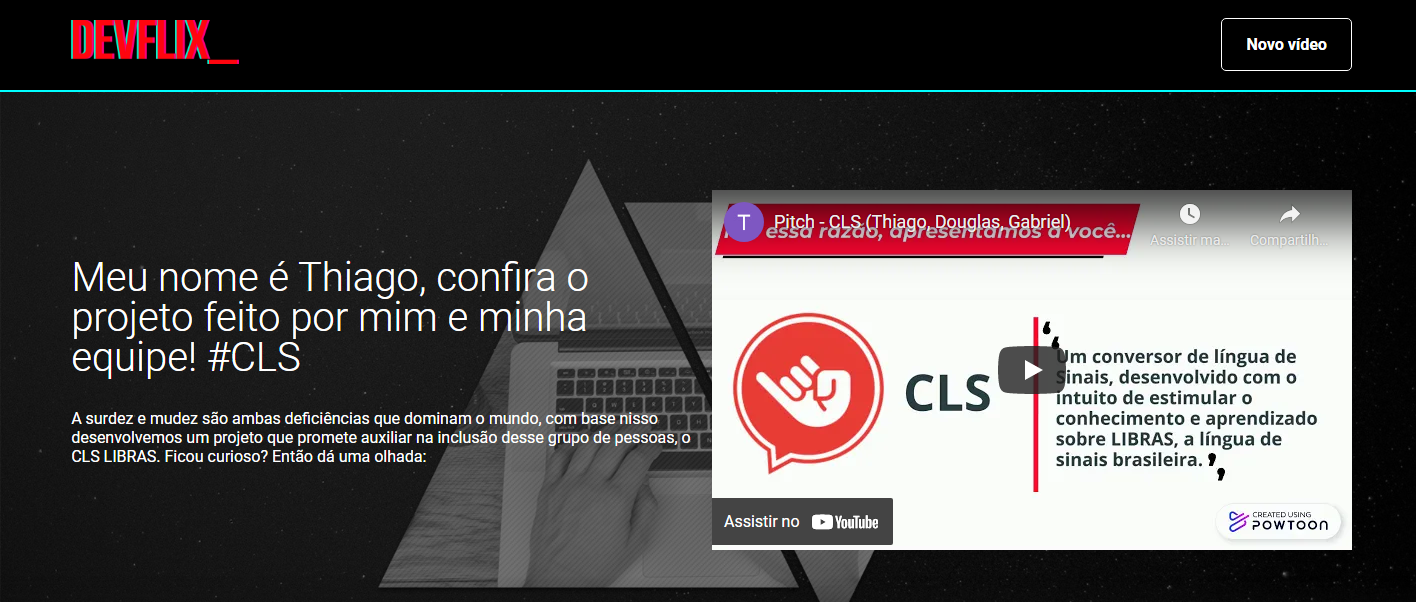 DEVFLIX_
Novo vídeo
Meu nome é Thiago, confira o
projeto feito por mim e minha
equipe! #CLS
A surdez e mudez são ambas deficiências que dominam o mundo, com base nisso
desenvolvemos um projeto que promete auxiliar na inclusão desse grupo de pessoas, o
CLS LIBRAS. Ficou curioso? Então dá uma olhada:
T
Pitch - CLS (Thiago, Douglas, Gabriel)
essa razão, apresentamos a você...
Assistir ma...
Compartilh...
CLS
❛❛
Um conversor de língua de
Sinais, desenvolvido com o
intuito de estimular o
conhecimento e aprendizado
sobre LIBRAS, a língua de
sinais brasileira. ❜❜
Assistir no YouTube
CREATED USING
POWTOON